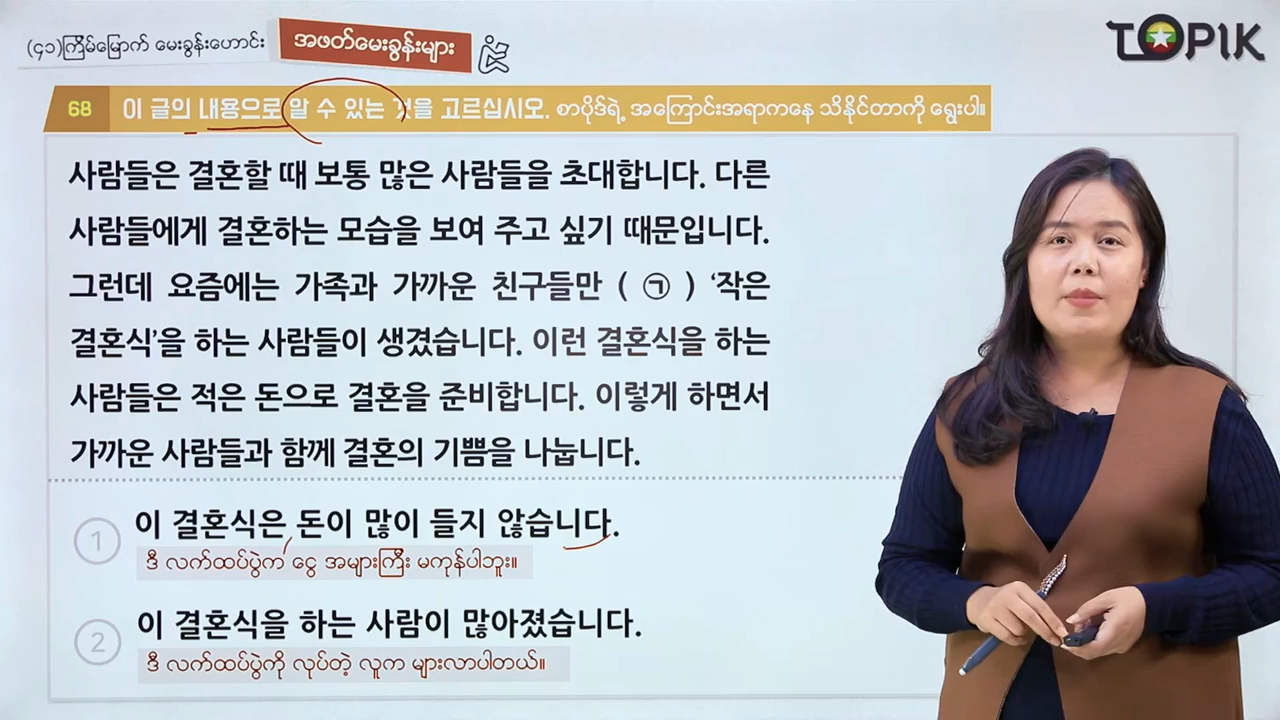 (၄၁)ကြိမ်မြောက် မေးခွန်းဟောင်း
အဖတ်မေးခွန်းများ
TOPIK
68 이 글의 내용으로 알 수 있는 것을 고르십시오. စာပိုဒ်ရဲ့ အကြောင်းအရာကနေ သိနိုင်တာကို ရွေးပါ။
사람들은 결혼할 때 보통 많은 사람들을 초대합니다. 다른
사람들에게 결혼하는 모습을 보여 주고 싶기 때문입니다.
그런데 요즘에는 가족과 가까운 친구들만 ( ㉠ ) ‘작은
결혼식’을 하는 사람들이 생겼습니다. 이런 결혼식을 하는
사람들은 적은 돈으로 결혼을 준비합니다. 이렇게 하면서
가까운 사람들과 함께 결혼의 기쁨을 나눕니다.
① 이 결혼식은 돈이 많이 들지 않습니다.
ဒီ လက်ထပ်ပွဲက ငွေ အများကြီး မကုန်ပါဘူး။
② 이 결혼식을 하는 사람이 많아졌습니다.
ဒီ လက်ထပ်ပွဲကို လုပ်တဲ့ လူက များလာပါတယ်။